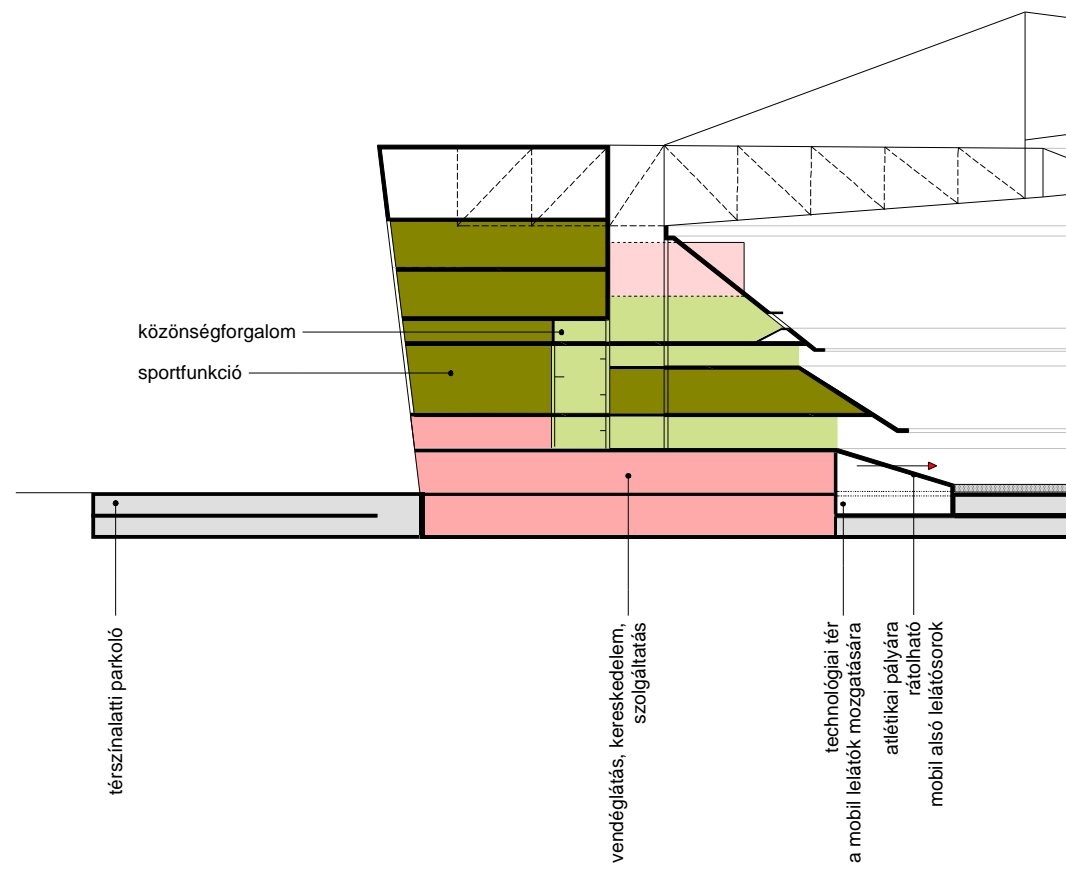 közönségforgalom
sportfunkció
térszínalatti parkoló
vendéglátás, kereskedelem,
szolgáltatás
technológiai tér
a mobil lelátók mozgatására
atlétikai pályára
rátolható
mobil alsó lelátósorok